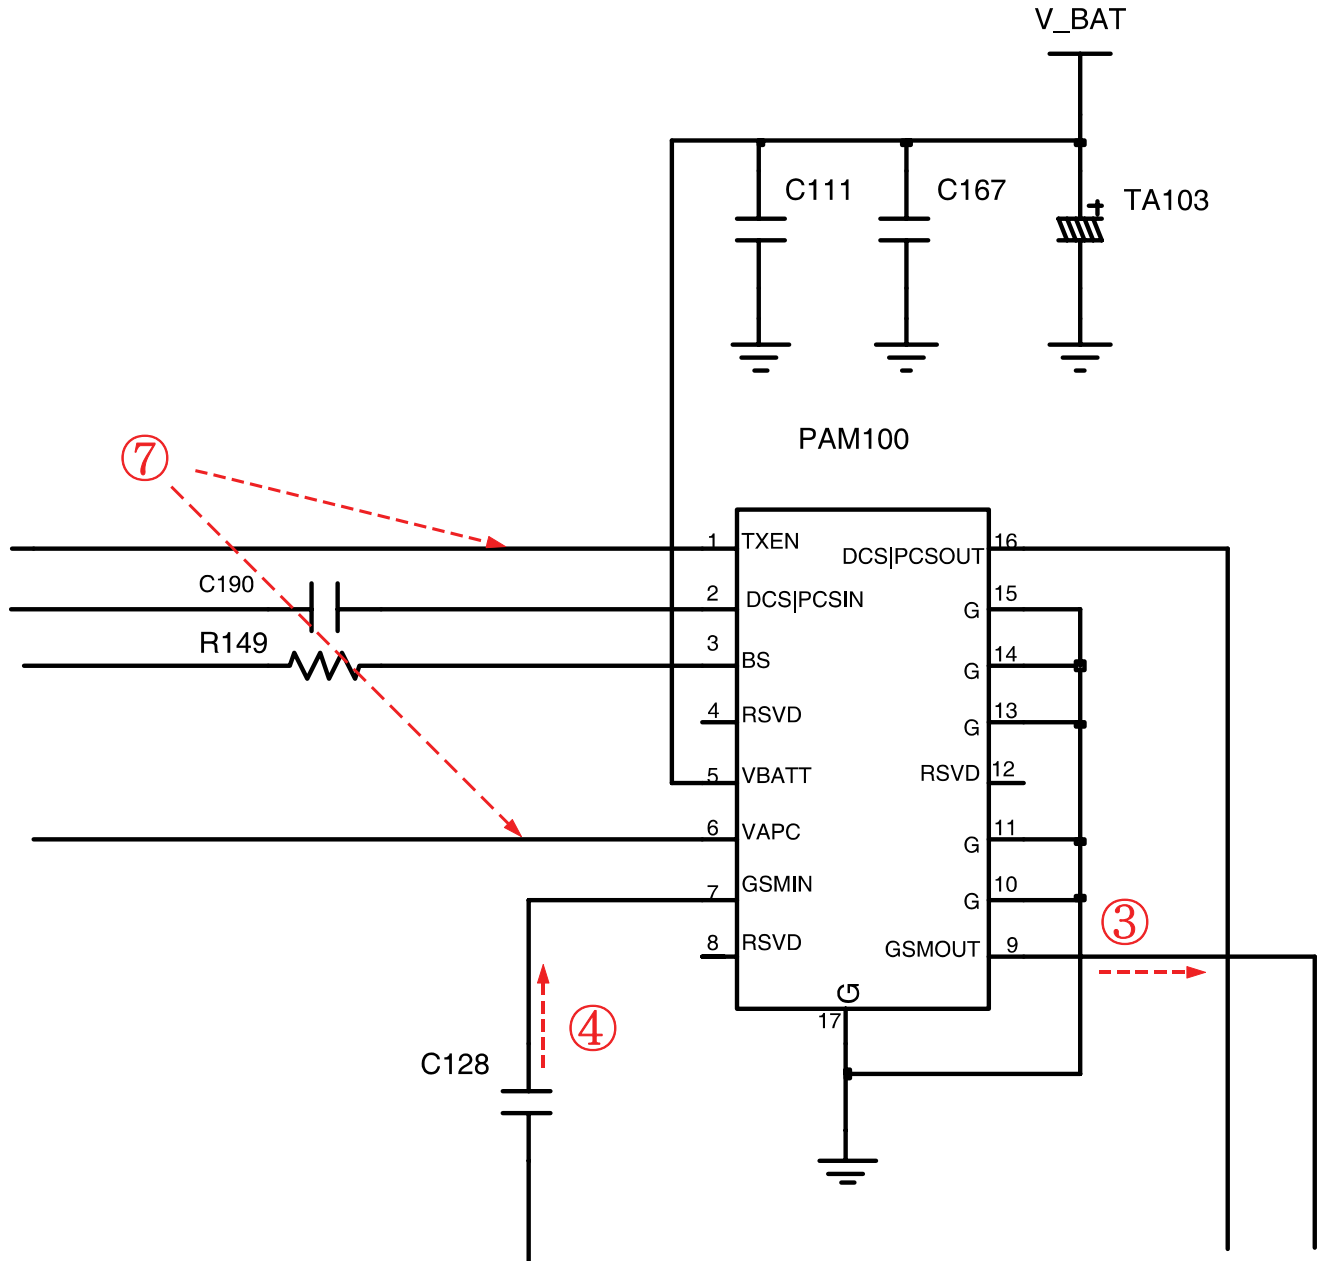 V_BAT
C111
C167
+
TA103
PAM100
⑦
1
TXEN
DCS|PCSOUT
16
C190
2
DCS|PCSIN
G
15
R149
3
BS
G
14
4
RSVD
G
13
5
VBATT
RSVD
12
6
VAPC
G
11
7
GSMIN
G
10
8
RSVD
GSMOUT
9
③
G
17
④
C128